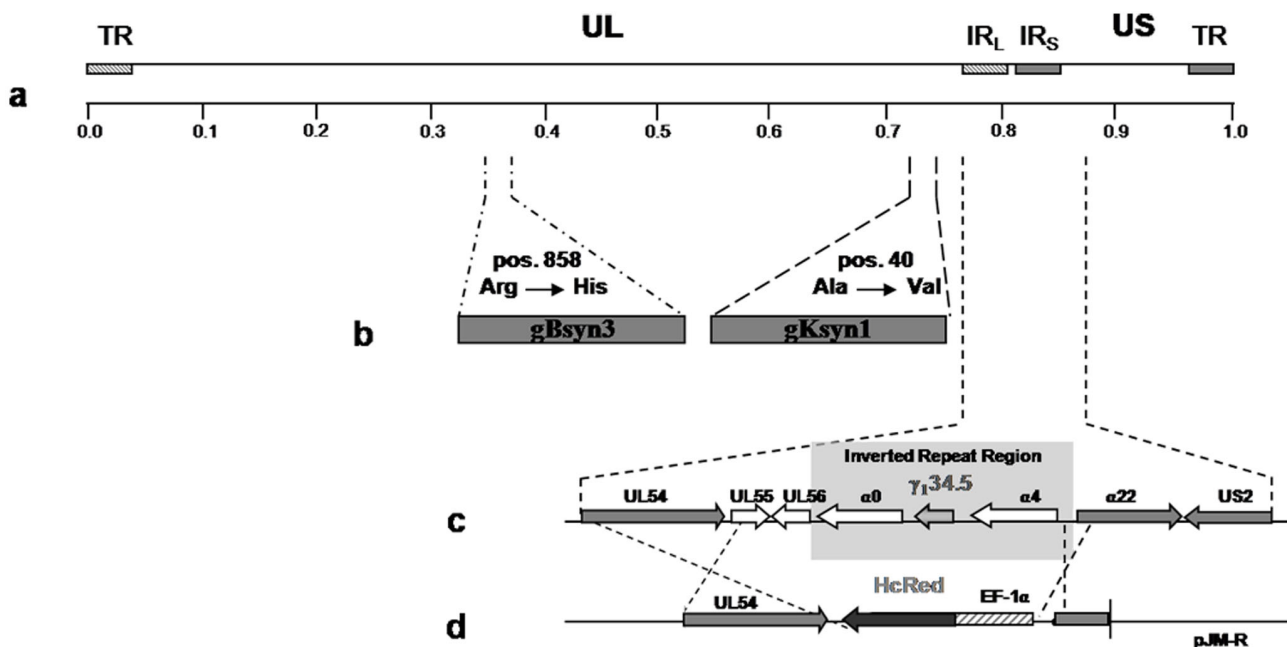 TR UL IRL IRS US TR
a
0.0 0.1 0.2 0.3 0.4 0.5 0.6 0.7 0.8 0.9 1.0
pos. 858 pos. 40
Arg → His Ala → Val
b gBsyn3 gKsyn1
Inverted Repeat Region
γ134.5
UL54 UL55 UL56 α0 α4 α22 US2
c
HcRed
UL54 EF-1α
d
pJM-R